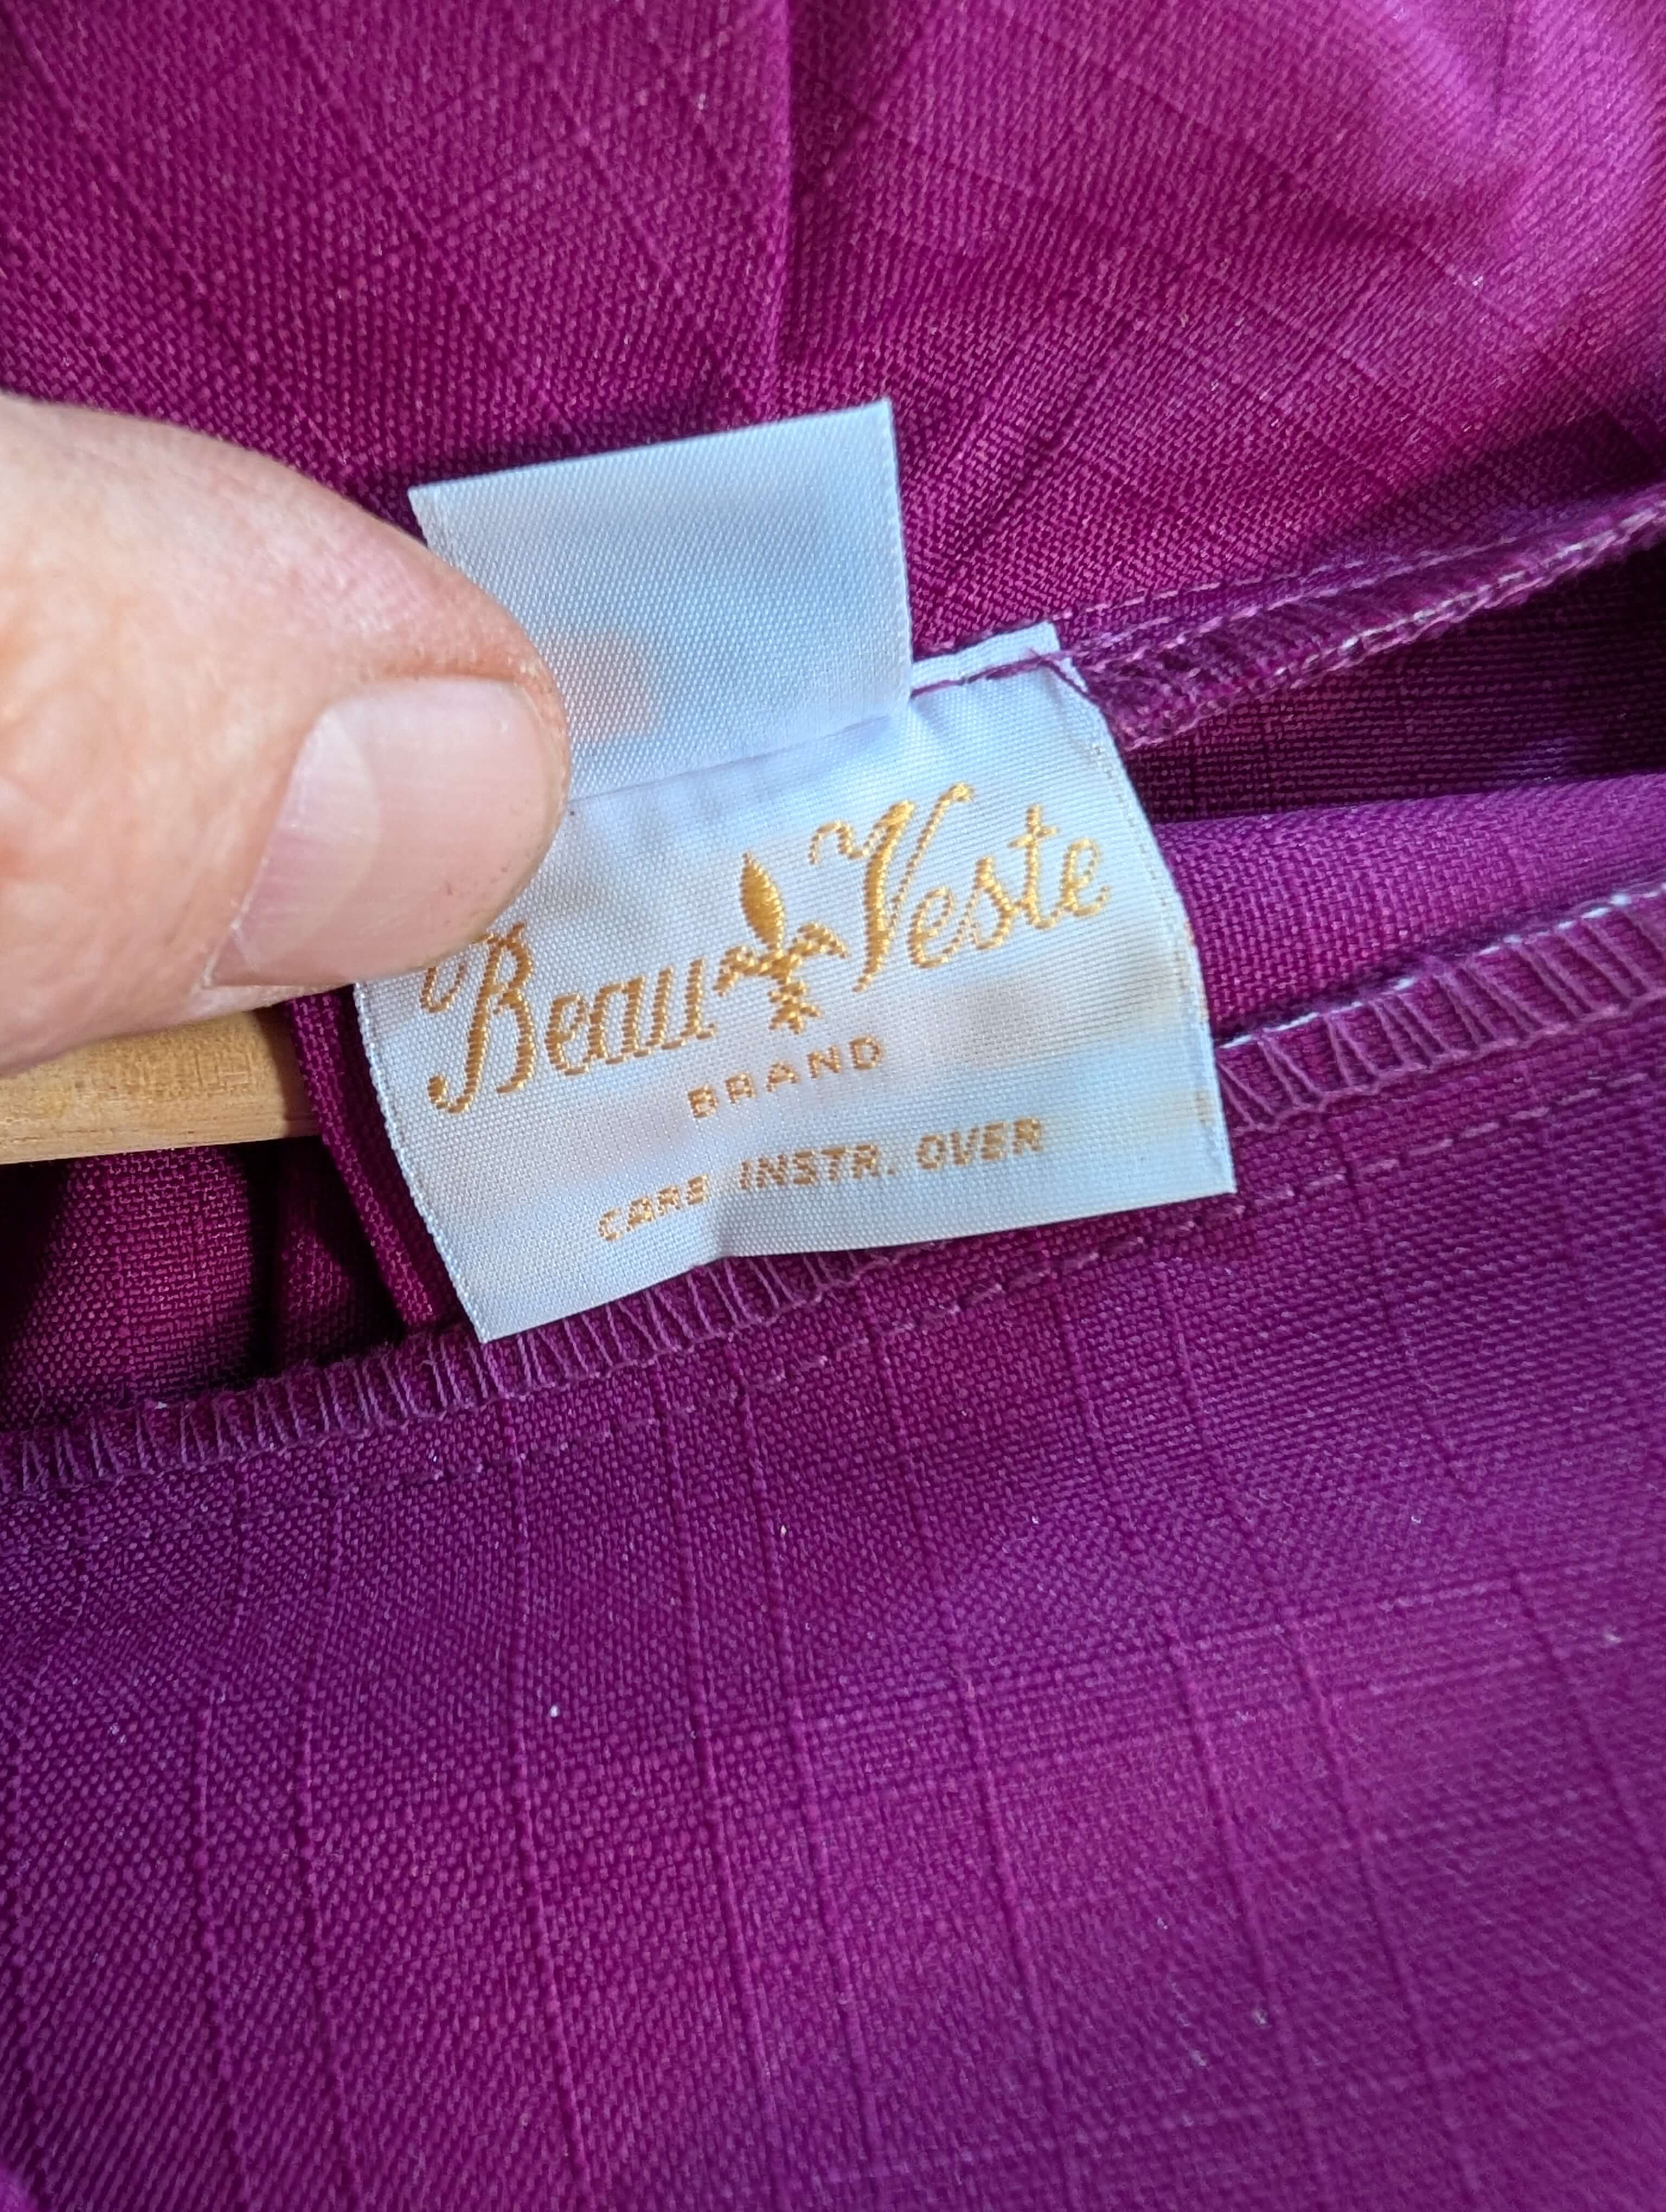 Beau Veste
BRAND
CARE INSTR. OVER